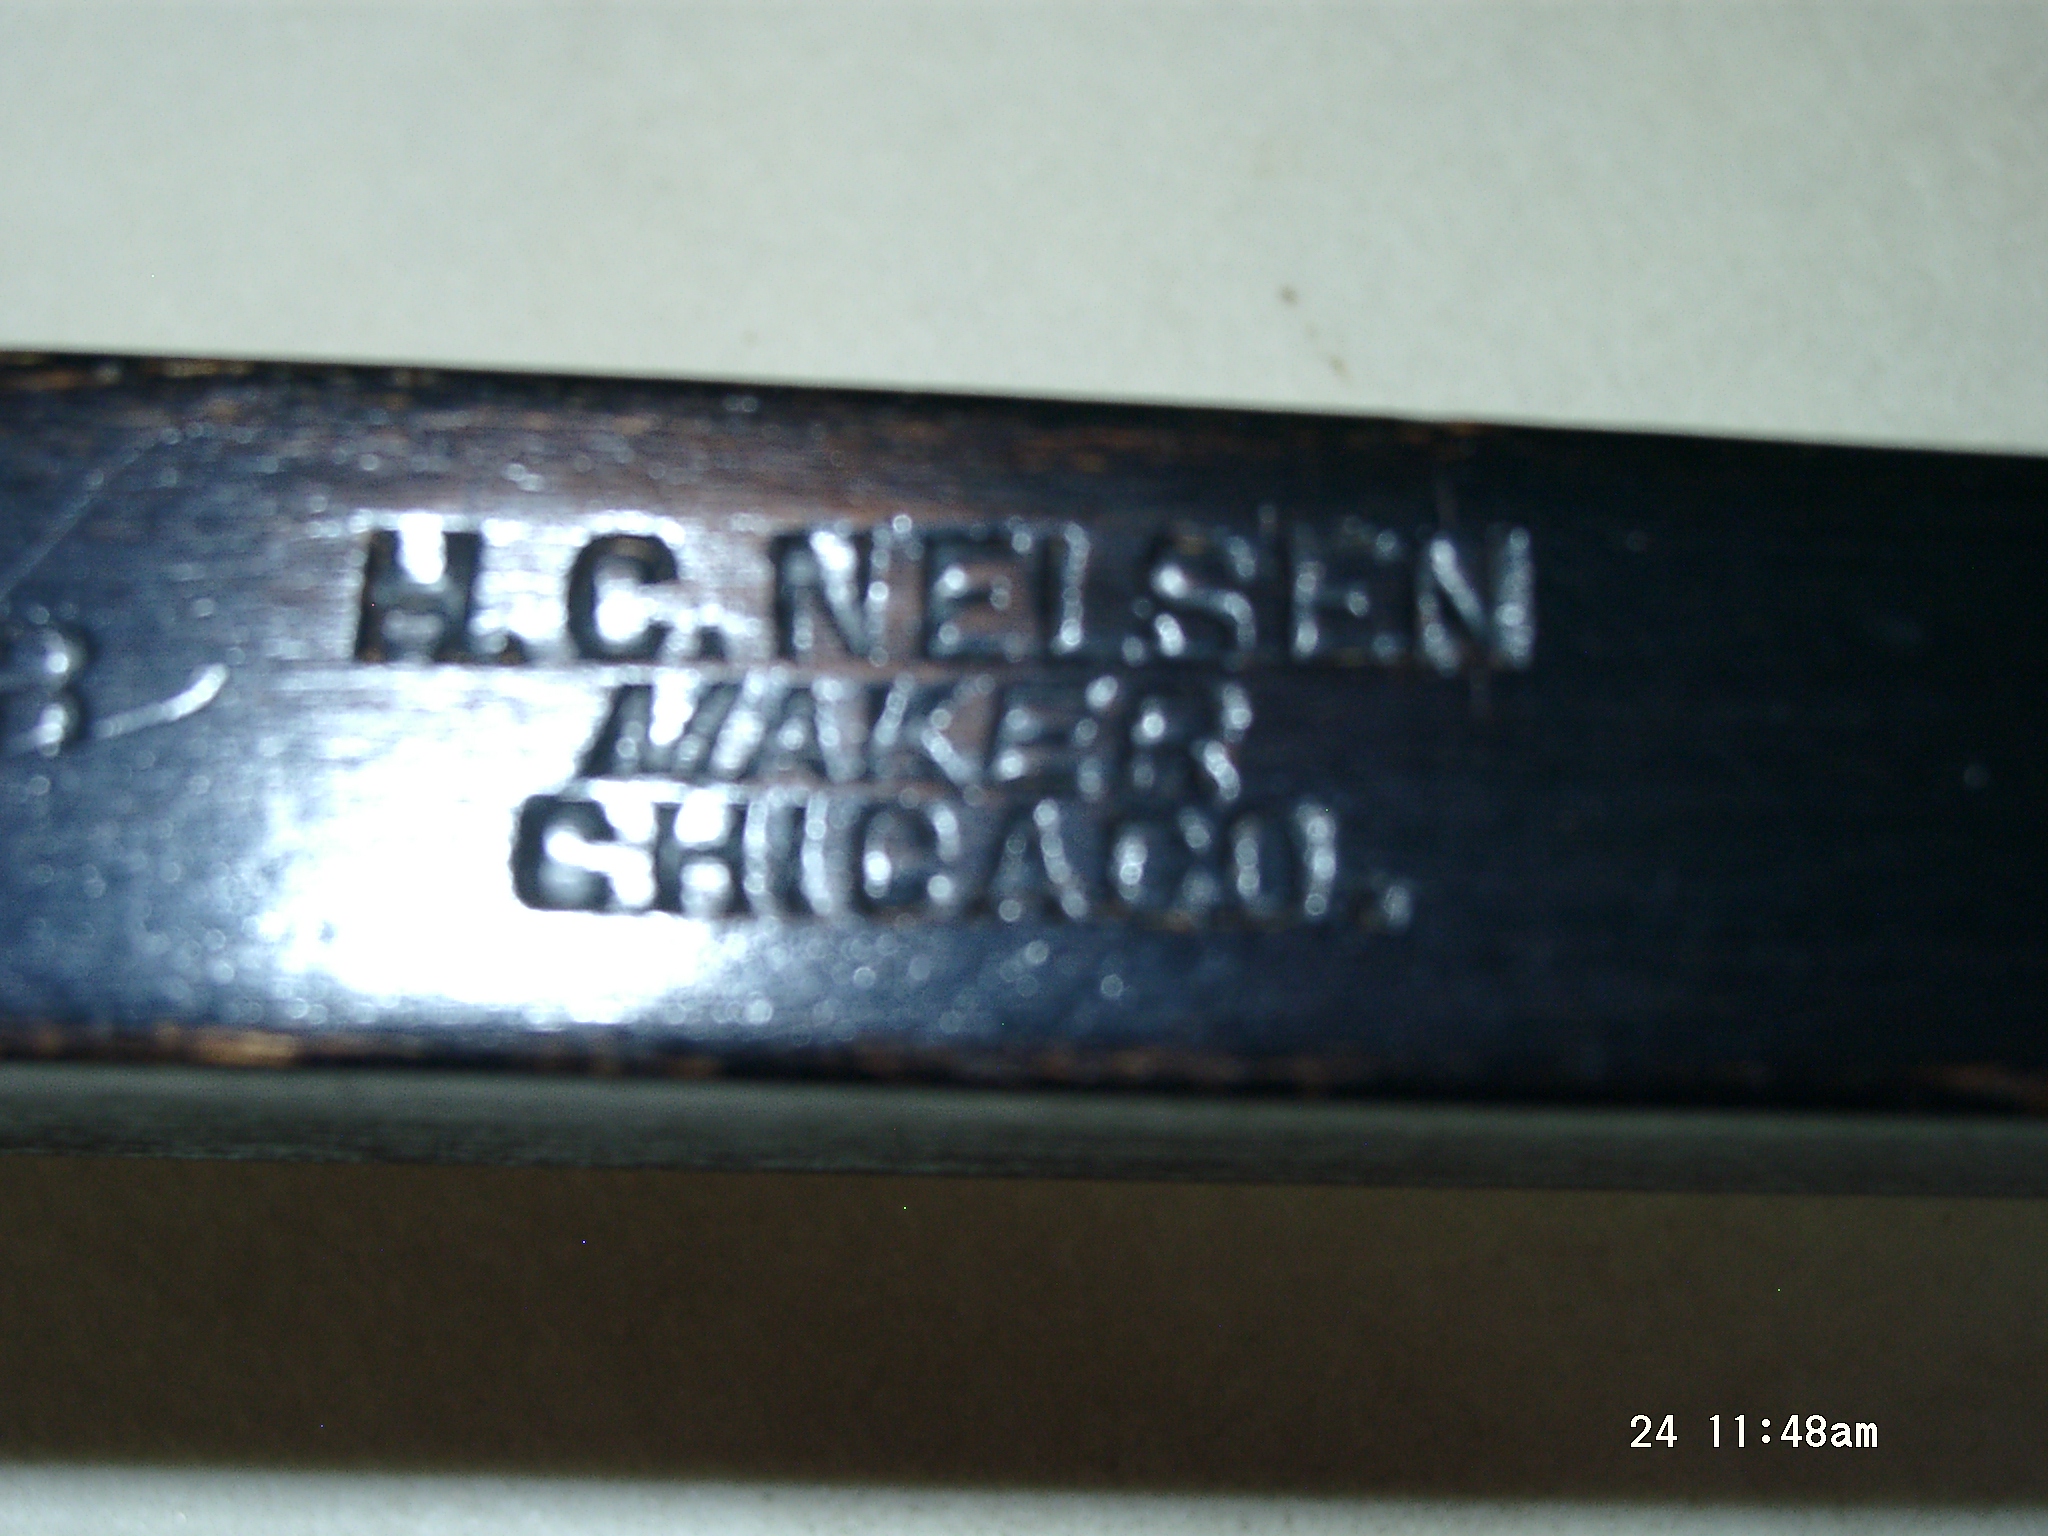 H.C.NELSEN
MAKER
CHICAGO.
24 11:48am